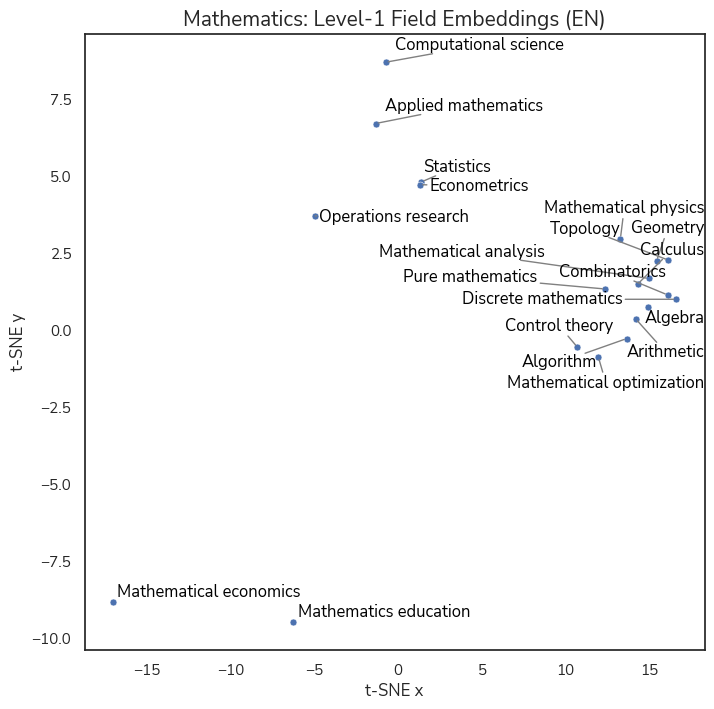 Mathematics: Level-1 Field Embeddings (EN)
Computational science
7.5
Applied mathematics
5.0
Statistics
Econometrics
Operations research
Mathematical physics
Topology
Geometry
2.5
Mathematical analysis
Calculus
Pure mathematics
Combinatorics
Discrete mathematics
0.0
Control theory
Algebra
Algorithm
Arithmetic
Mathematical optimization
−2.5
−5.0
−7.5
Mathematical economics
Mathematics education
−10.0
t-SNE y
−15
−10
−5
0
5
10
15
t-SNE x